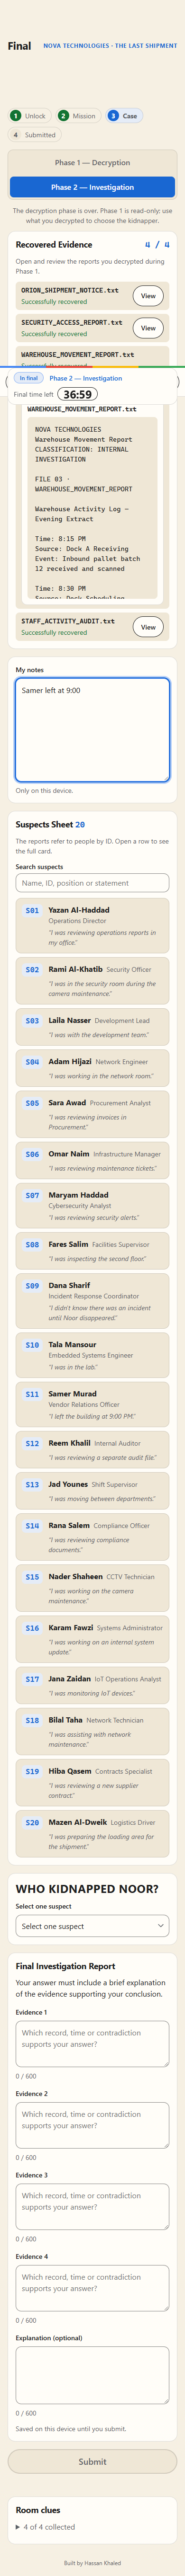 Final
NOVA TECHNOLOGIES · THE LAST SHIPMENT
1 Unlock
2 Mission
3 Case
4 Submitted
Phase 1 — Decryption
Phase 2 — Investigation
The decryption phase is over. Phase 1 is read-only: use
what you decrypted to choose the kidnapper.
Recovered Evidence
4 / 4
Open and review the reports you decrypted during
Phase 1.
ORION_SHIPMENT_NOTICE.txt
Successfully recovered
View
SECURITY_ACCESS_REPORT.txt
Successfully recovered
View
WAREHOUSE_MOVEMENT_REPORT.txt
In final
Phase 2 — Investigation
Final time left
36:59
WAREHOUSE_MOVEMENT_REPORT.txt
NOVA TECHNOLOGIES
Warehouse Movement Report
CLASSIFICATION: INTERNAL
INVESTIGATION
FILE 03 ·
WAREHOUSE_MOVEMENT_REPORT
Warehouse Activity Log —
Evening Extract
Time: 8:15 PM
Source: Dock A Receiving
Event: Inbound pallet batch
12 received and scanned
Time: 8:30 PM
Source: Dock Scheduling
STAFF_ACTIVITY_AUDIT.txt
Successfully recovered
View
My notes
Samer left at 9:00
Only on this device.
Suspects Sheet 20
The reports refer to people by ID. Open a row to see
the full card.
Search suspects
Name, ID, position or statement
S01 Yazan Al-Haddad
Operations Director
"I was reviewing operations reports in
my office."
S02 Rami Al-Khatib Security Officer
"I was in the security room during the
camera maintenance."
S03 Laila Nasser Development Lead
"I was with the development team."
S04 Adam Hijazi Network Engineer
"I was working in the network room."
S05 Sara Awad Procurement Analyst
"I was reviewing invoices in
Procurement."
S06 Omar Naim Infrastructure Manager
"I was reviewing maintenance tickets."
S07 Maryam Haddad
Cybersecurity Analyst
"I was reviewing security alerts."
S08 Fares Salim Facilities Supervisor
"I was inspecting the second floor."
S09 Dana Sharif
Incident Response Coordinator
"I didn't know there was an incident
until Noor disappeared."
S10 Tala Mansour
Embedded Systems Engineer
"I was in the lab."
S11 Samer Murad
Vendor Relations Officer
"I left the building at 9:00 PM."
S12 Reem Khalil Internal Auditor
"I was reviewing a separate audit file."
S13 Jad Younes Shift Supervisor
"I was moving between departments."
S14 Rana Salem Compliance Officer
"I was reviewing compliance
documents."
S15 Nader Shaheen CCTV Technician
"I was working on the camera
maintenance."
S16 Karam Fawzi Systems Administrator
"I was working on an internal system
update."
S17 Jana Zaidan IoT Operations Analyst
"I was monitoring IoT devices."
S18 Bilal Taha Network Technician
"I was assisting with network
maintenance."
S19 Hiba Qasem Contracts Specialist
"I was reviewing a new supplier
contract."
S20 Mazen Al-Dweik Logistics Driver
"I was preparing the loading area for
the shipment."
WHO KIDNAPPED NOOR?
Select one suspect
Select one suspect
Final Investigation Report
Your answer must include a brief explanation
of the evidence supporting your conclusion.
Evidence 1
Which record, time or contradiction
supports your answer?
0 / 600
Evidence 2
Which record, time or contradiction
supports your answer?
0 / 600
Evidence 3
Which record, time or contradiction
supports your answer?
0 / 600
Evidence 4
Which record, time or contradiction
supports your answer?
0 / 600
Explanation (optional)
0 / 600
Saved on this device until you submit.
Submit
Room clues
4 of 4 collected
Built by Hassan Khaled